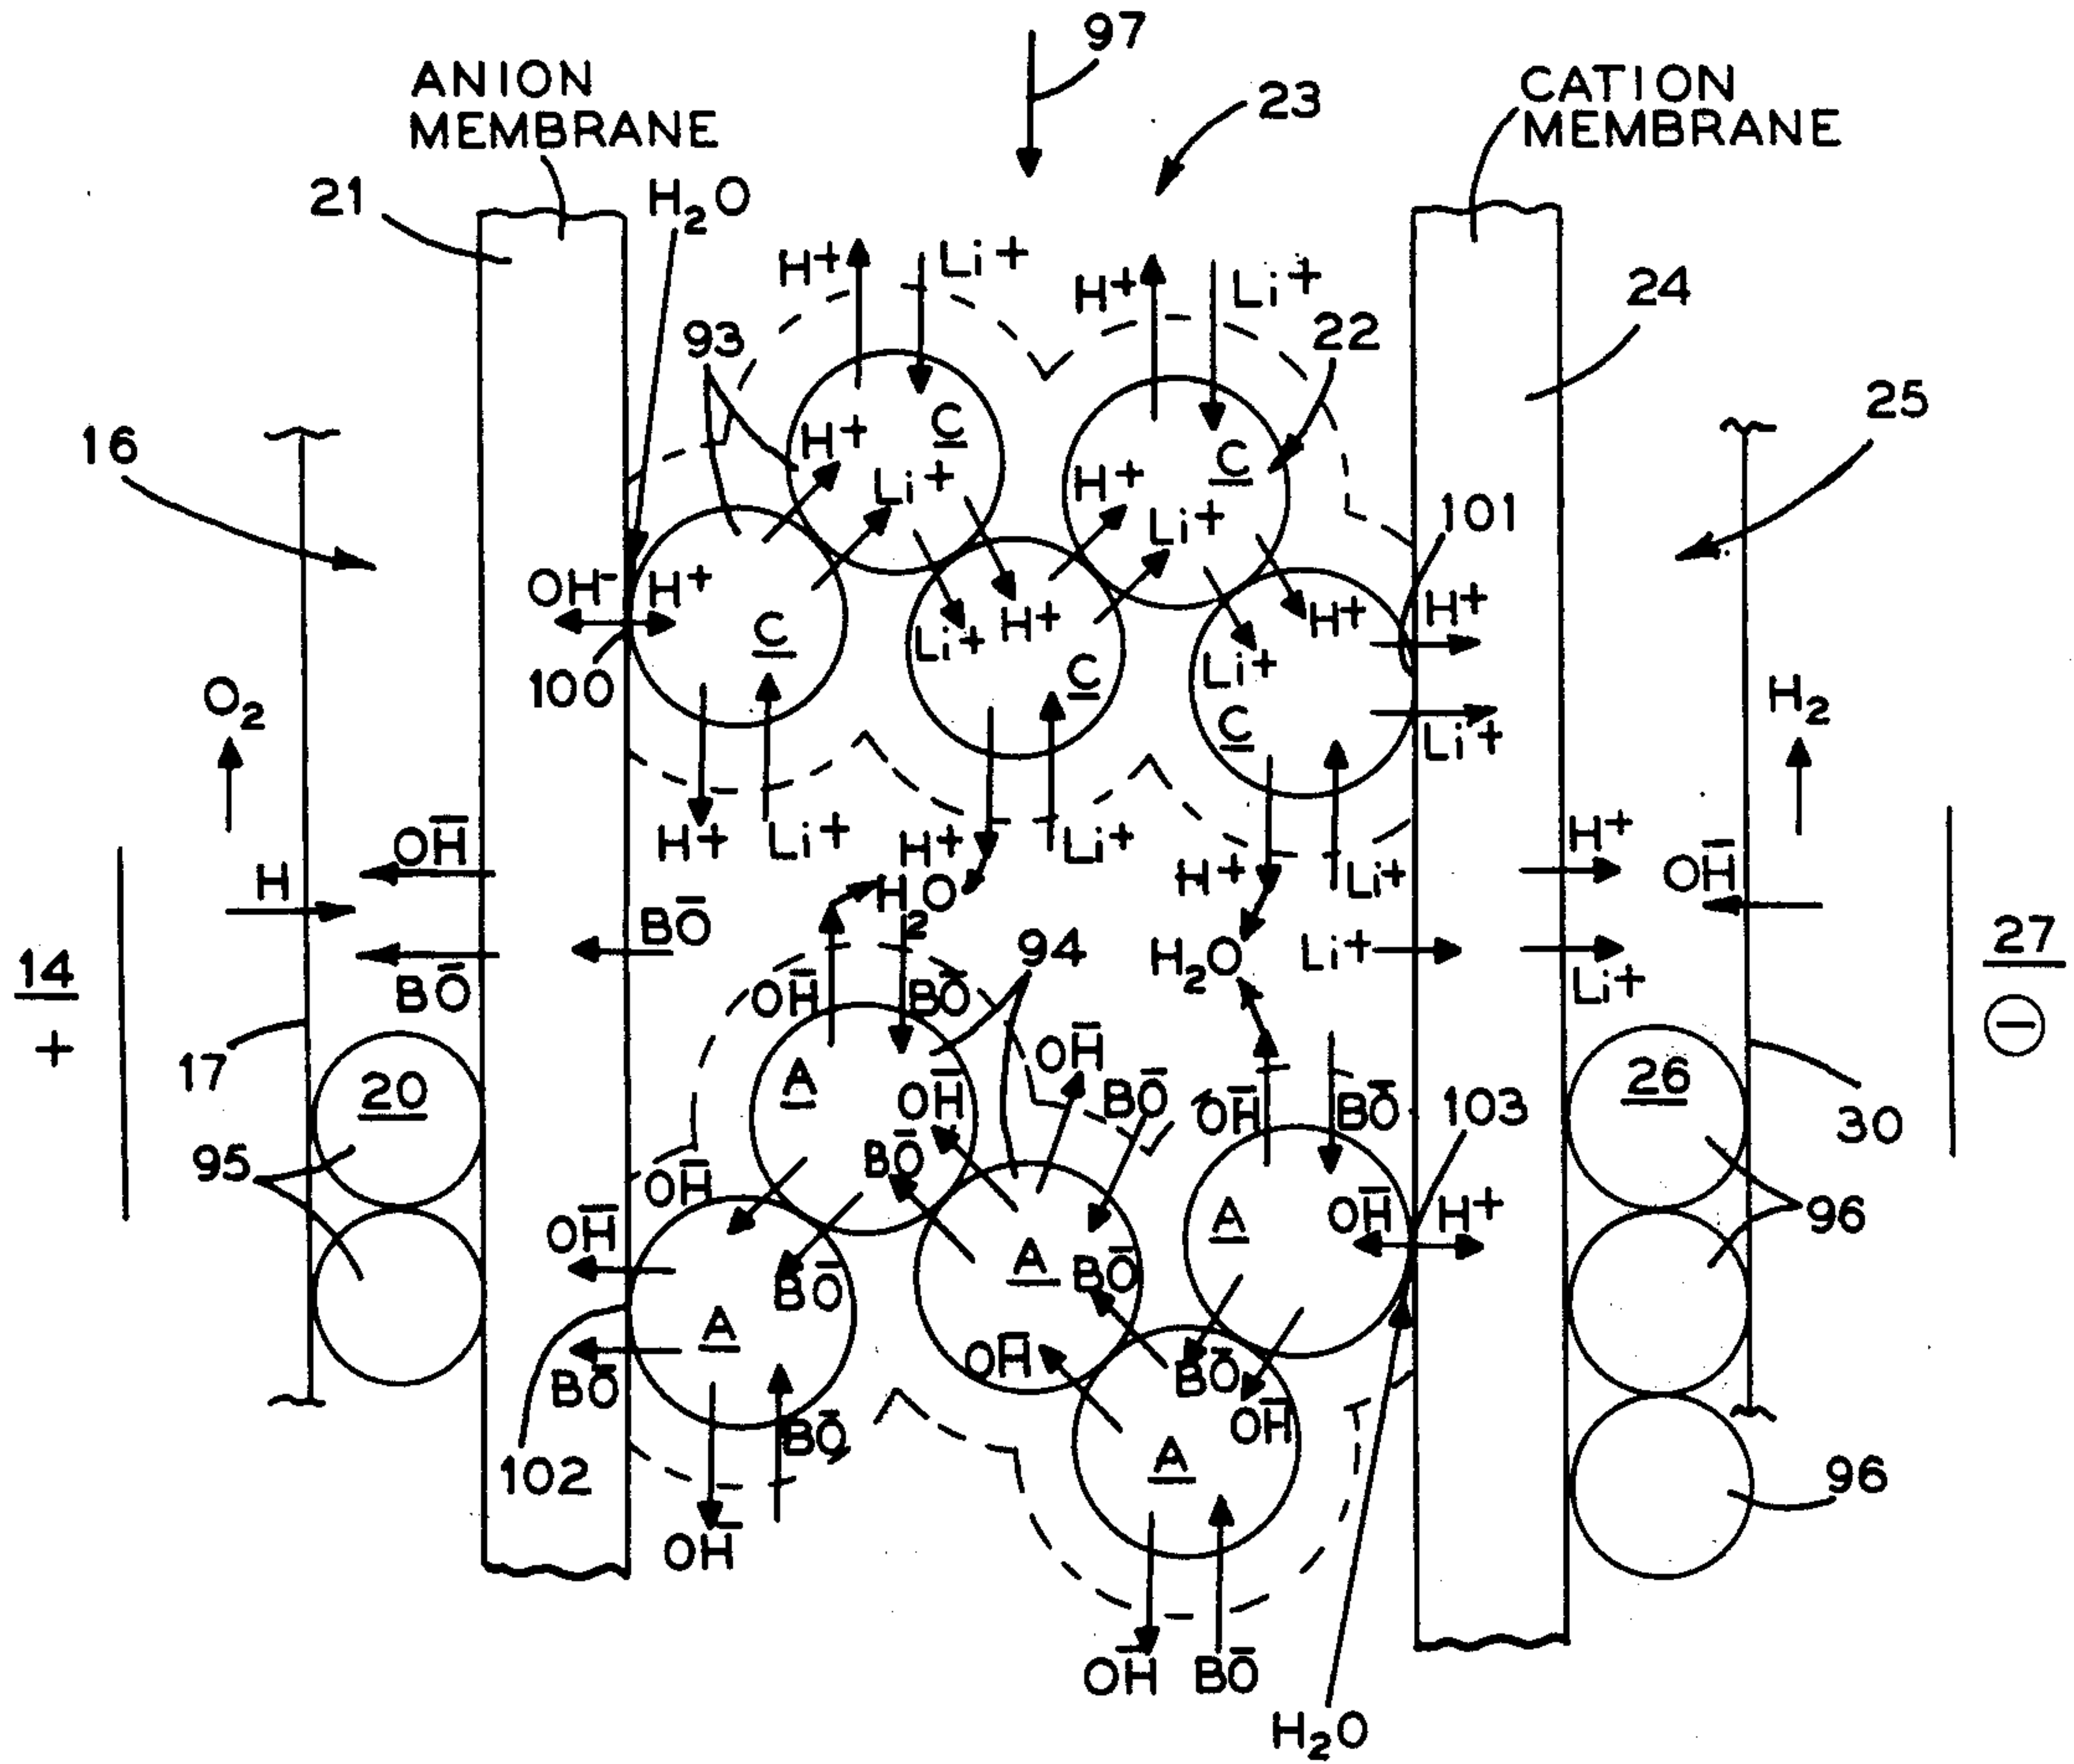 97
ANION
MEMBRANE
CATION
MEMBRANE
23
21
H₂O
H+
Li+
H+
Li+
24
93
22
25
16
C
H+
Li+
C
H+
Li+
101
OH-
H+
C
100
Li+
H+
C
H+
Li+
C
H+
Li+
O₂
H₂
H+
Li+
H+
Li+
H+
Li+
OH̅
H
BO̅
BO̅
H₂O
94
H₂O
Li+
H+
Li+
OH̅
14
+
27
−
17
20
95
OH̅
BO̅
A
OH̅
BO̅
OH̅
BO̅
OH̅
BO̅
103
26
30
OH̅
OH̅
BO̅
A
BO̅
A
OH̅
H+
96
BO̅
A
OH̅
BO̅
OH̅
102
BO̅
A
96
OH̅
OH̅
BO̅
H₂O